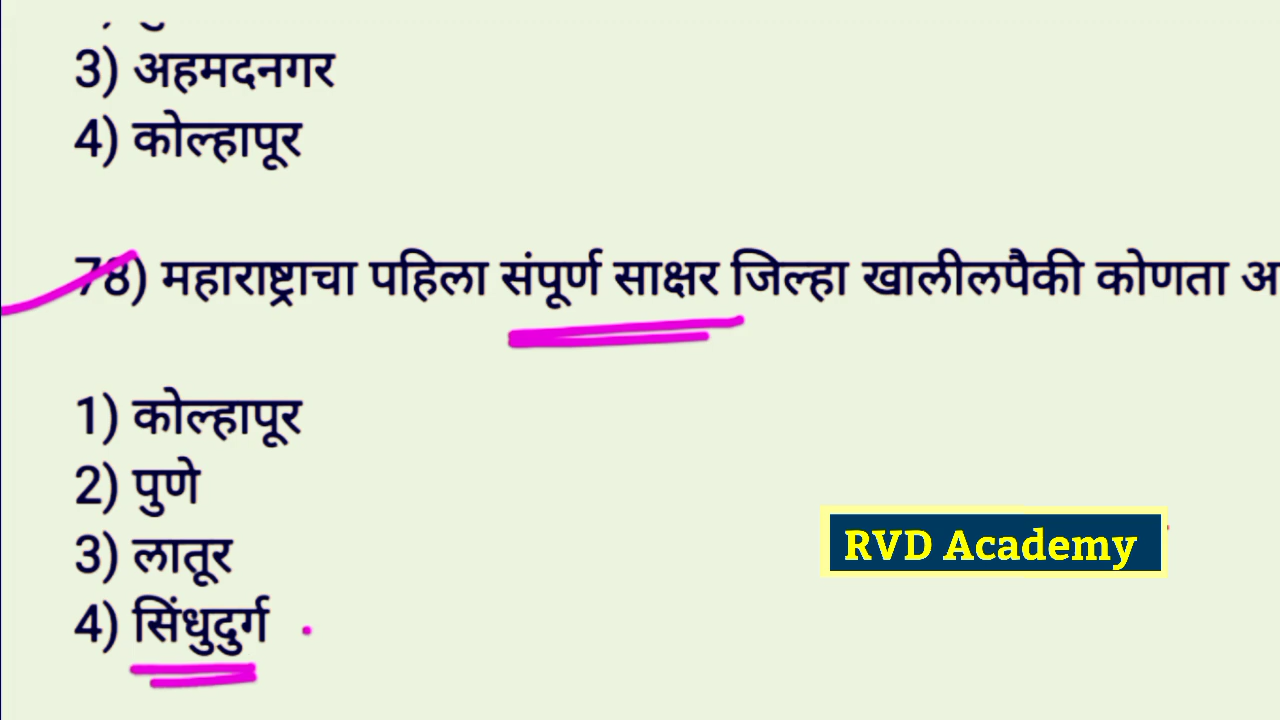 3) अहमदनगर
4) कोल्हापूर
78) महाराष्ट्राचा पहिला संपूर्ण साक्षर जिल्हा खालीलपैकी कोणता
1) कोल्हापूर
2) पुणे
3) लातूर
RVD Academy
4) सिंधुदुर्ग